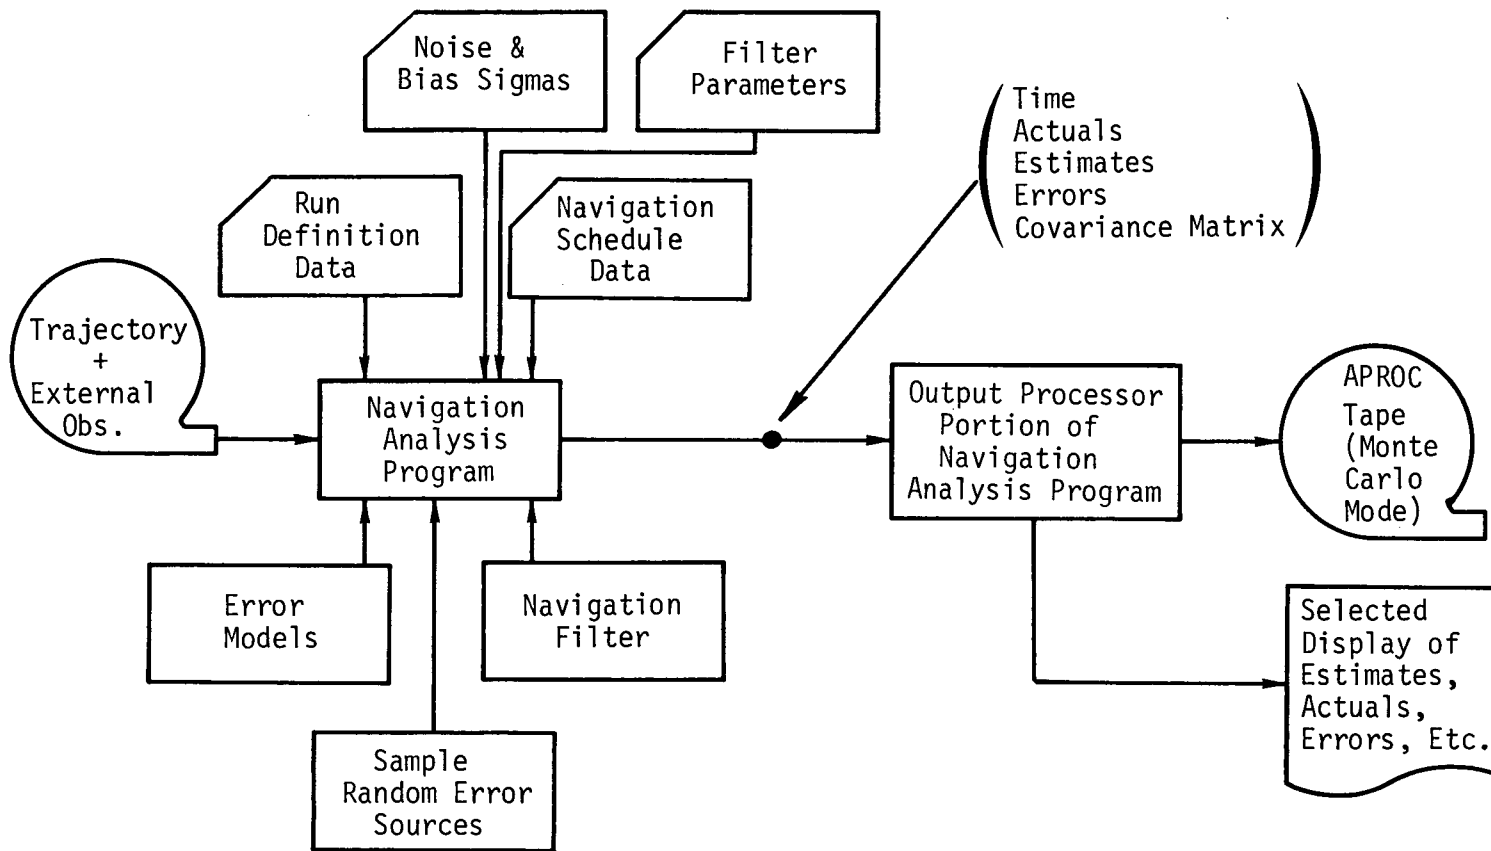 Noise &
Bias Sigmas
Filter
Parameters
Time
Actuals
Estimates
Errors
Covariance Matrix
Run
Definition
Data
Navigation
Schedule
Data
Trajectory
+
External
Obs.
Navigation
Analysis
Program
Output Processor
Portion of
Navigation
Analysis Program
APROC
Tape
(Monte
Carlo
Mode)
Error
Models
Navigation
Filter
Sample
Random Error
Sources
Selected
Display of
Estimates,
Actuals,
Errors, Etc.